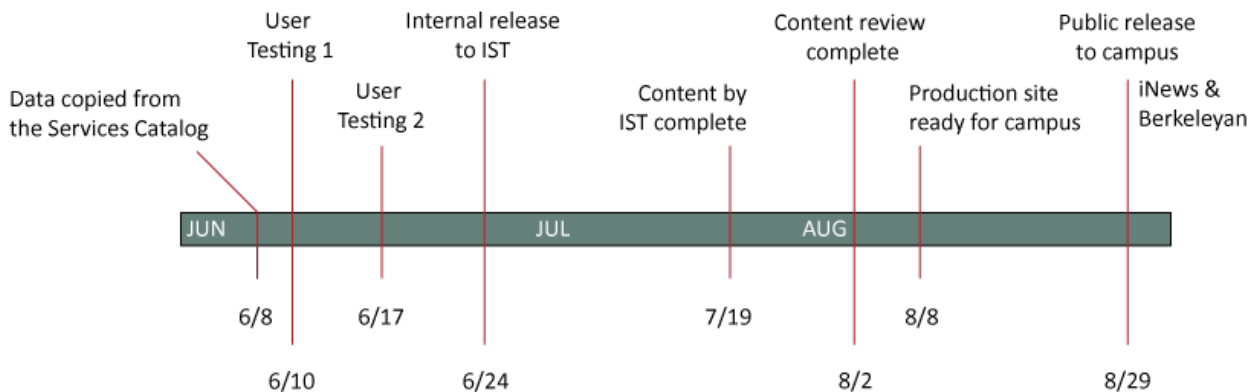 User
Testing 1
Internal release
to IST
Content review
complete
Public release
to campus
Data copied from
the Services Catalog
User
Testing 2
Content by
IST complete
Production site
ready for campus
iNews &
Berkeleyan
JUN
JUL
AUG
6/8
6/17
7/19
8/8
6/10
6/24
8/2
8/29